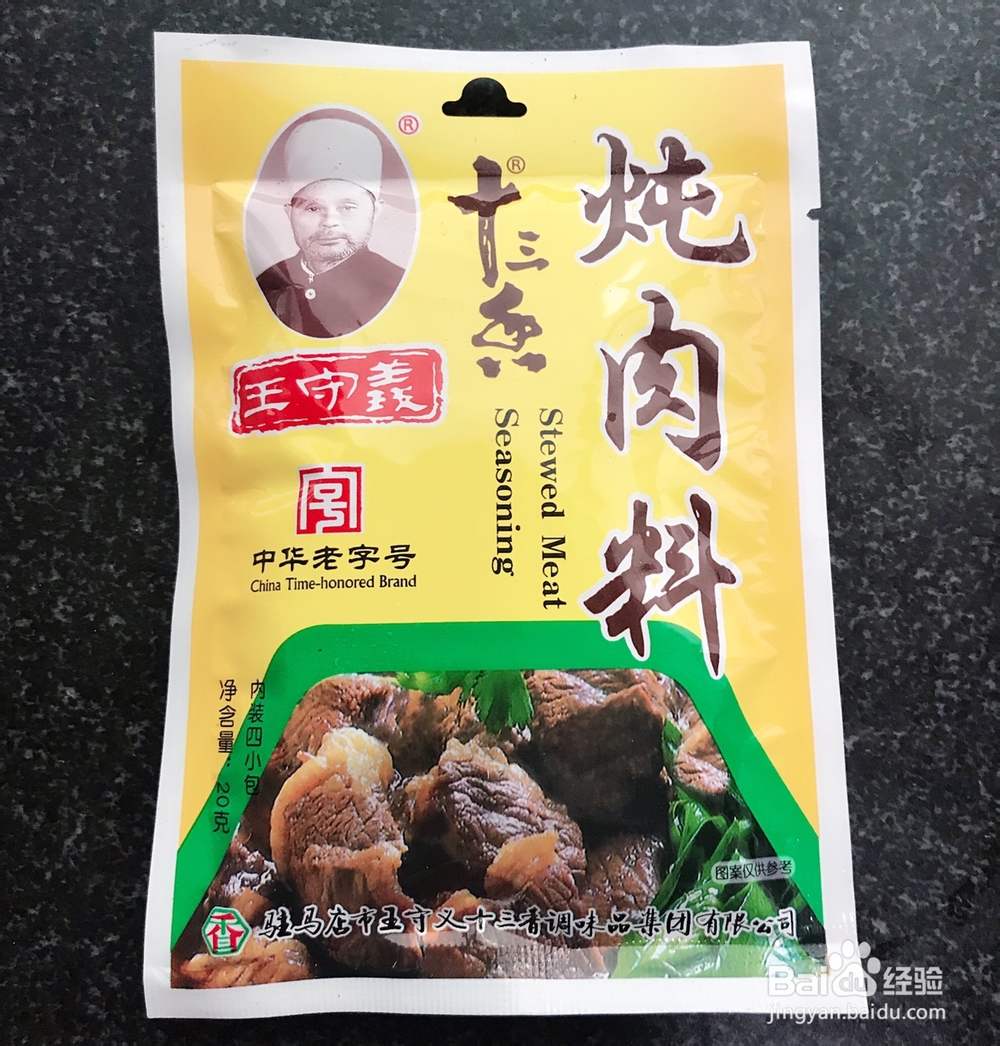 炖肉料
®
十三香
®
Stewed Meat
Seasoning
王守義
号
中华老字号
China Time-honored Brand
内装四小包
净含量：20克
图案仅供参考
香
驻马店市王守义十三香调味品集团有限公司
Baidu经验
jingyan.baidu.com